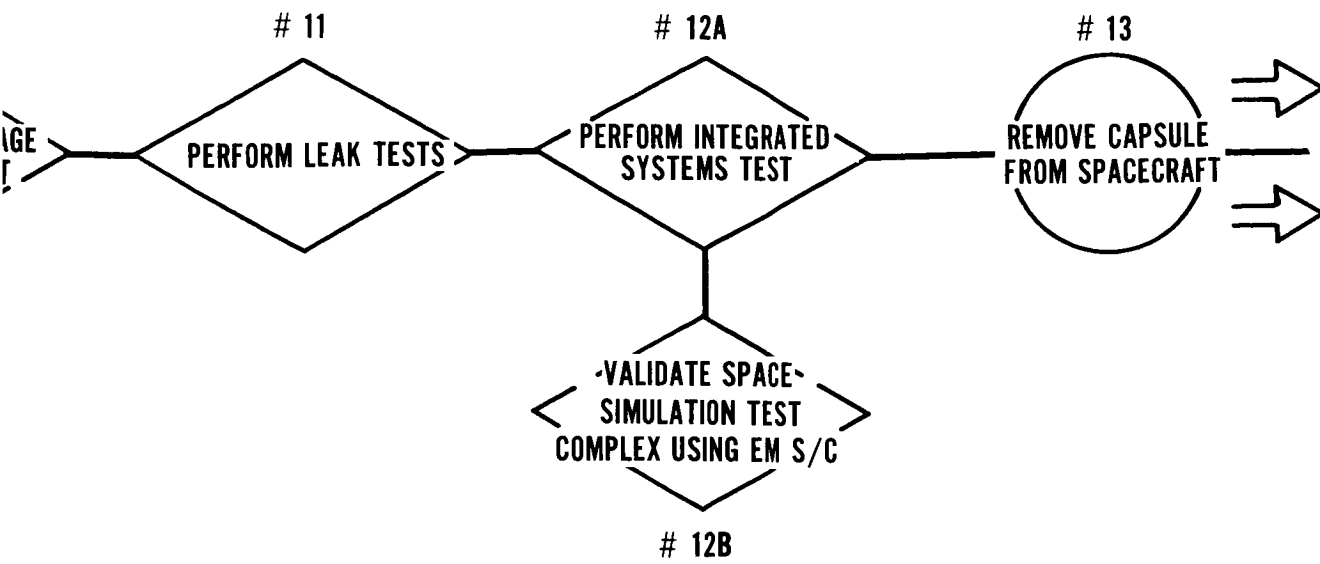 # 11
# 12A
# 13
AGE
PERFORM LEAK TESTS
PERFORM INTEGRATED
SYSTEMS TEST
REMOVE CAPSULE
FROM SPACECRAFT
VALIDATE SPACE
SIMULATION TEST
COMPLEX USING EM S/C
# 12B